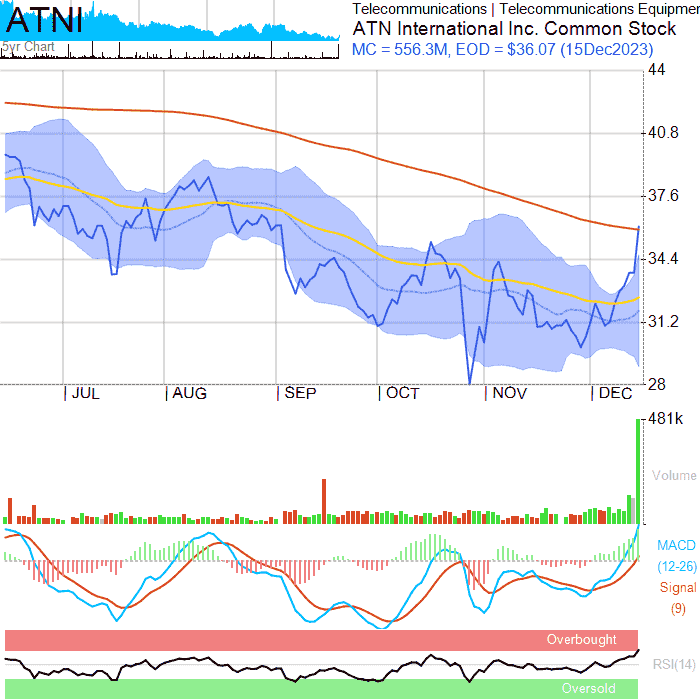 ATNI
5yr Chart
Telecommunications | Telecommunications Equipmen
ATN International Inc. Common Stock
MC = 556.3M, EOD = $36.07 (15Dec2023)
44
40.8
37.6
34.4
31.2
28
JUL AUG SEP OCT NOV DEC
481k
Volume
MACD
(12-26)
Signal
(9)
Overbought
RSI(14)
Oversold